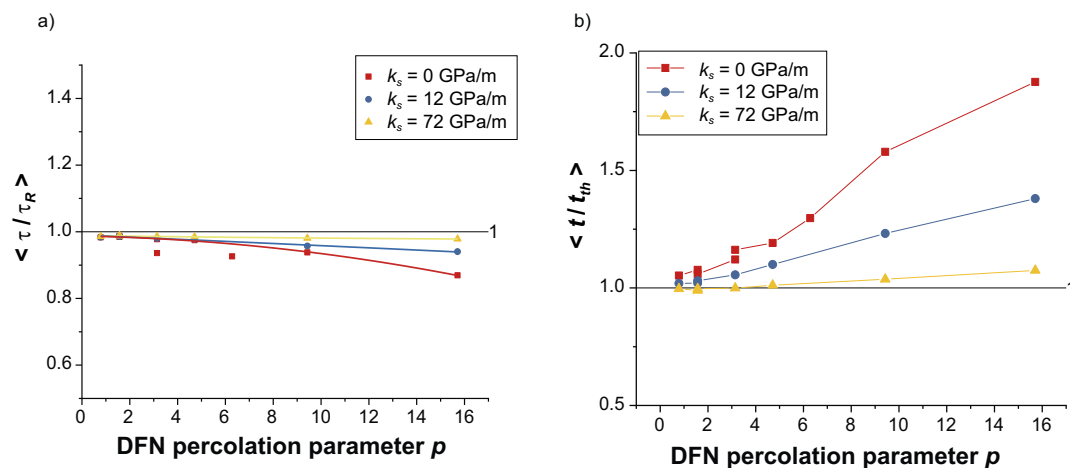 a)
k_s = 0 GPa/m
k_s = 12 GPa/m
k_s = 72 GPa/m
< τ / τ_R >
1.4
1.2
1.0
0.8
0.6
1
0 2 4 6 8 10 12 14 16
DFN percolation parameter p
b)
k_s = 0 GPa/m
k_s = 12 GPa/m
k_s = 72 GPa/m
< t / t_th >
2.0
1.5
1.0
0.5
0 2 4 6 8 10 12 14 16
DFN percolation parameter p